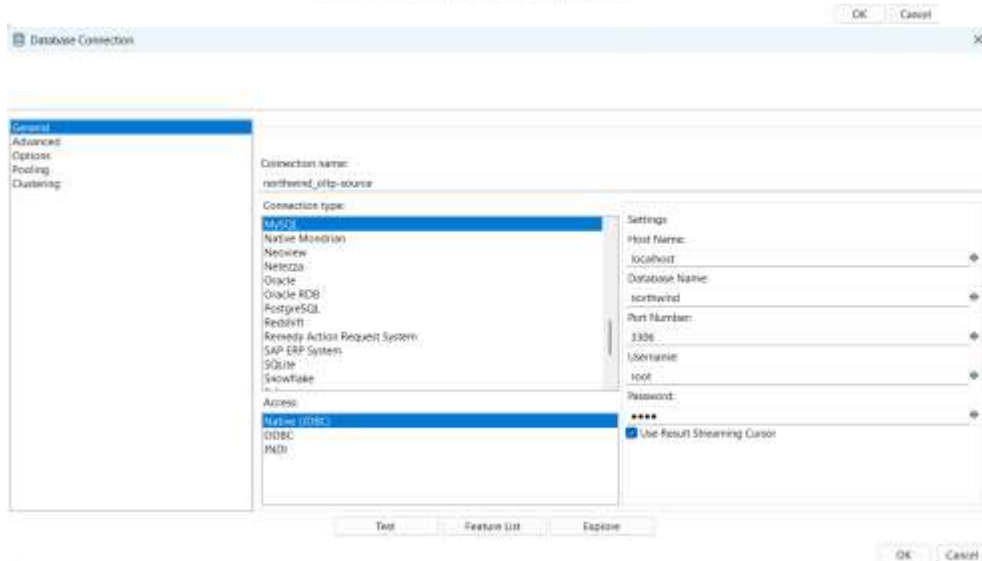 OK Cancel
Database Connection
General
Advanced
Options
Pooling
Clustering
Connection name:
northwind_oltp-source
Connection type:
MySQL
Native Mondrian
Neoview
Netezza
Oracle
Oracle RDB
PostgreSQL
Redshift
Remedy Action Request System
SAP ERP System
SQLite
Snowflake
Access:
Native (JDBC)
ODBC
JNDI
Settings
Host Name:
localhost
Database Name:
northwind
Port Number:
3306
Username:
root
Password:
●●●●
Use Result Streaming Cursor
Test Feature List Explore
OK Cancel